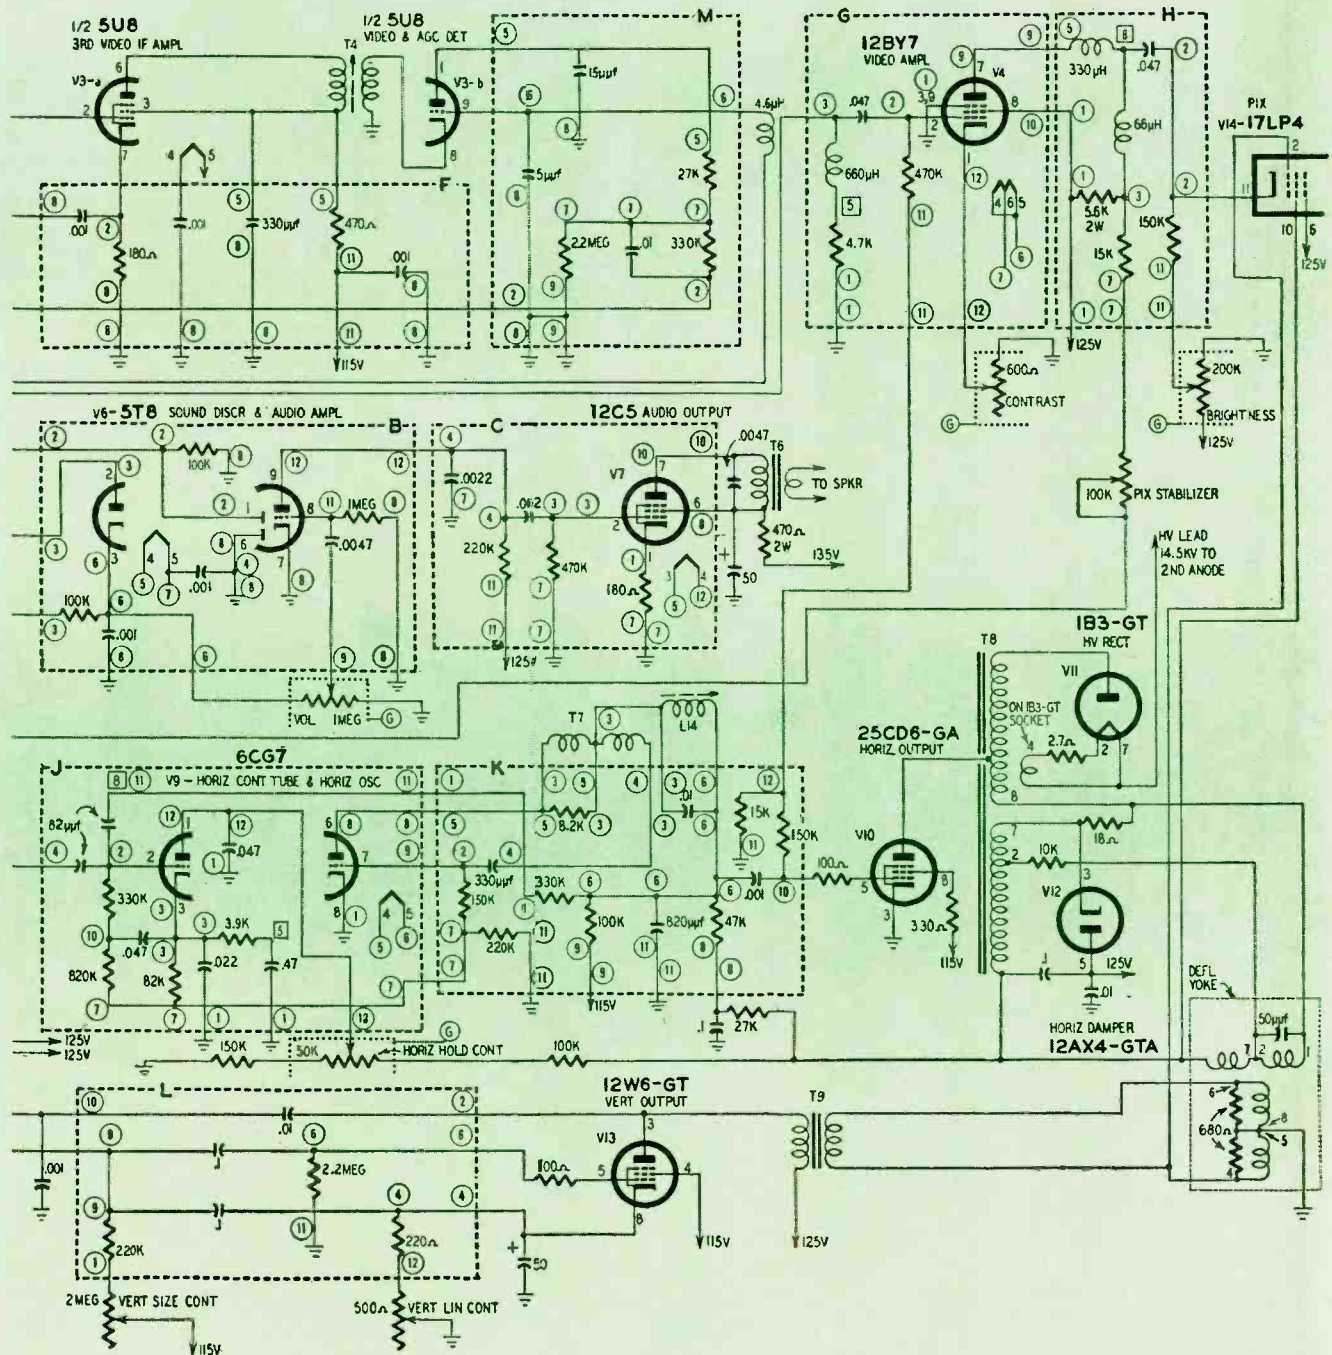 1/2 5U8
3RD VIDEO IF AMPL
1/2 5U8
VIDEO & AGC DET
T4
V3-a
V3-b
M
15μμf
4.6μH
5μμf
27K
2.2MEG
.01
330K
F
.001
180Ω
.001
330μμf
470Ω
.001
115V
G
12BY7
VIDEO AMPL
V4
.047
660μH
470K
4.7K
H
330μH
.047
66μH
5.6K
2W
150K
15K
125V
PIX
V14-17LP4
125V
600Ω
CONTRAST
G
200K
BRIGHTNESS
G
125V
V6-5T8 SOUND DISCR & AUDIO AMPL
B
100K
1MEG
.0047
.001
100K
.001
VOL 1MEG
G
C
12C5 AUDIO OUTPUT
V7
.0022
220K
470K
180Ω
.0047
T6
TO SPKR
470Ω
2W
135V
50
100K
PIX STABILIZER
HV LEAD
14.5KV TO
2ND ANODE
1B3-GT
HV RECT
V11
T8
ON 1B3-GT
SOCKET
2.7Ω
6CG7
V9-HORIZ CONT TUBE & HORIZ OSC
J
82μμf
.047
330K
.047
820K
82K
3.9K
.022
.47
125V
125V
150K
50K
HORIZ HOLD CONT
G
100K
T7
L14
K
8.2K
.01
330μμf
150K
330K
220K
100K
820μμf
47K
15K
150K
.001
115V
.1
27K
25CD6-GA
HORIZ OUTPUT
V10
100Ω
330Ω
115V
18Ω
10K
V12
125V
.1
.01
HORIZ DAMPER
12AX4-GTA
DEFL
YOKE
50μμf
680Ω
L
.01
.1
.1
.001
2.2MEG
220K
220Ω
50
2MEG
VERT SIZE CONT
115V
500Ω
VERT LIN CONT
12W6-GT
VERT OUTPUT
V13
100Ω
115V
T9
125V